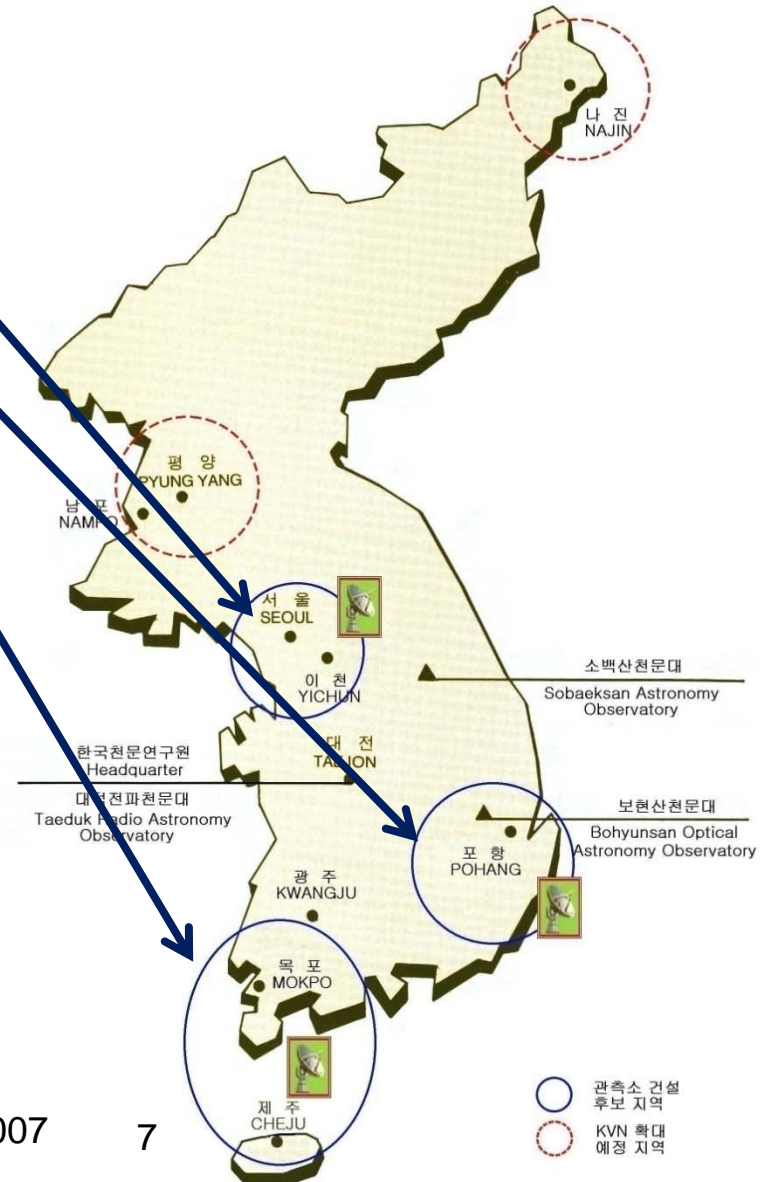 나 진
NAJIN
평 양
PYUNG YANG
남 포
NAMPO
서 울
SEOUL
이 천
YICHUN
소백산천문대
Sobaeksan Astronomy
Observatory
대 전
TAEJON
한국천문연구원
Headquarter
대덕전파천문대
Taeduk Radio Astronomy
Observatory
보현산천문대
Bohyunsan Optical
Astronomy Observatory
포 항
POHANG
광 주
KWANGJU
목 포
MOKPO
제 주
CHEJU
관측소 건설
후보 지역
KVN 확대
예정 지역
007
7